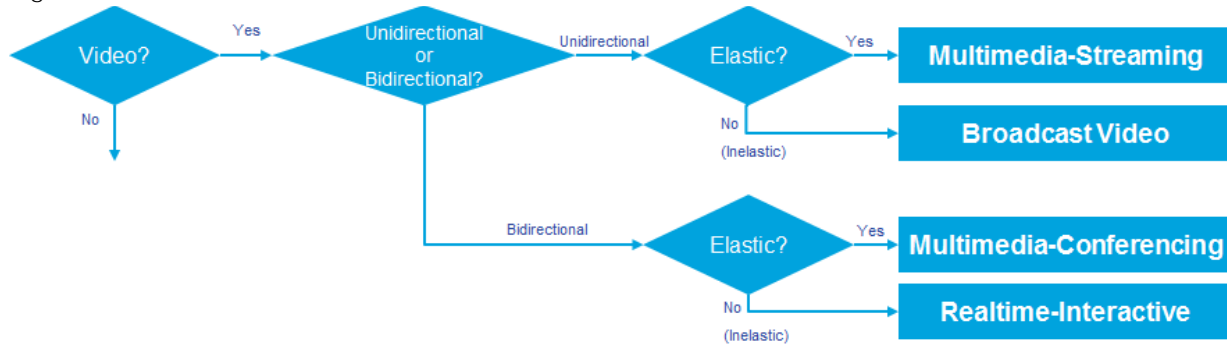 Video?
Yes
No
Unidirectional
or
Bidirectional?
Unidirectional
Elastic?
Yes
Multimedia-Streaming
No
(Inelastic)
Broadcast Video
Bidirectional
Elastic?
Yes
Multimedia-Conferencing
No
(Inelastic)
Realtime-Interactive